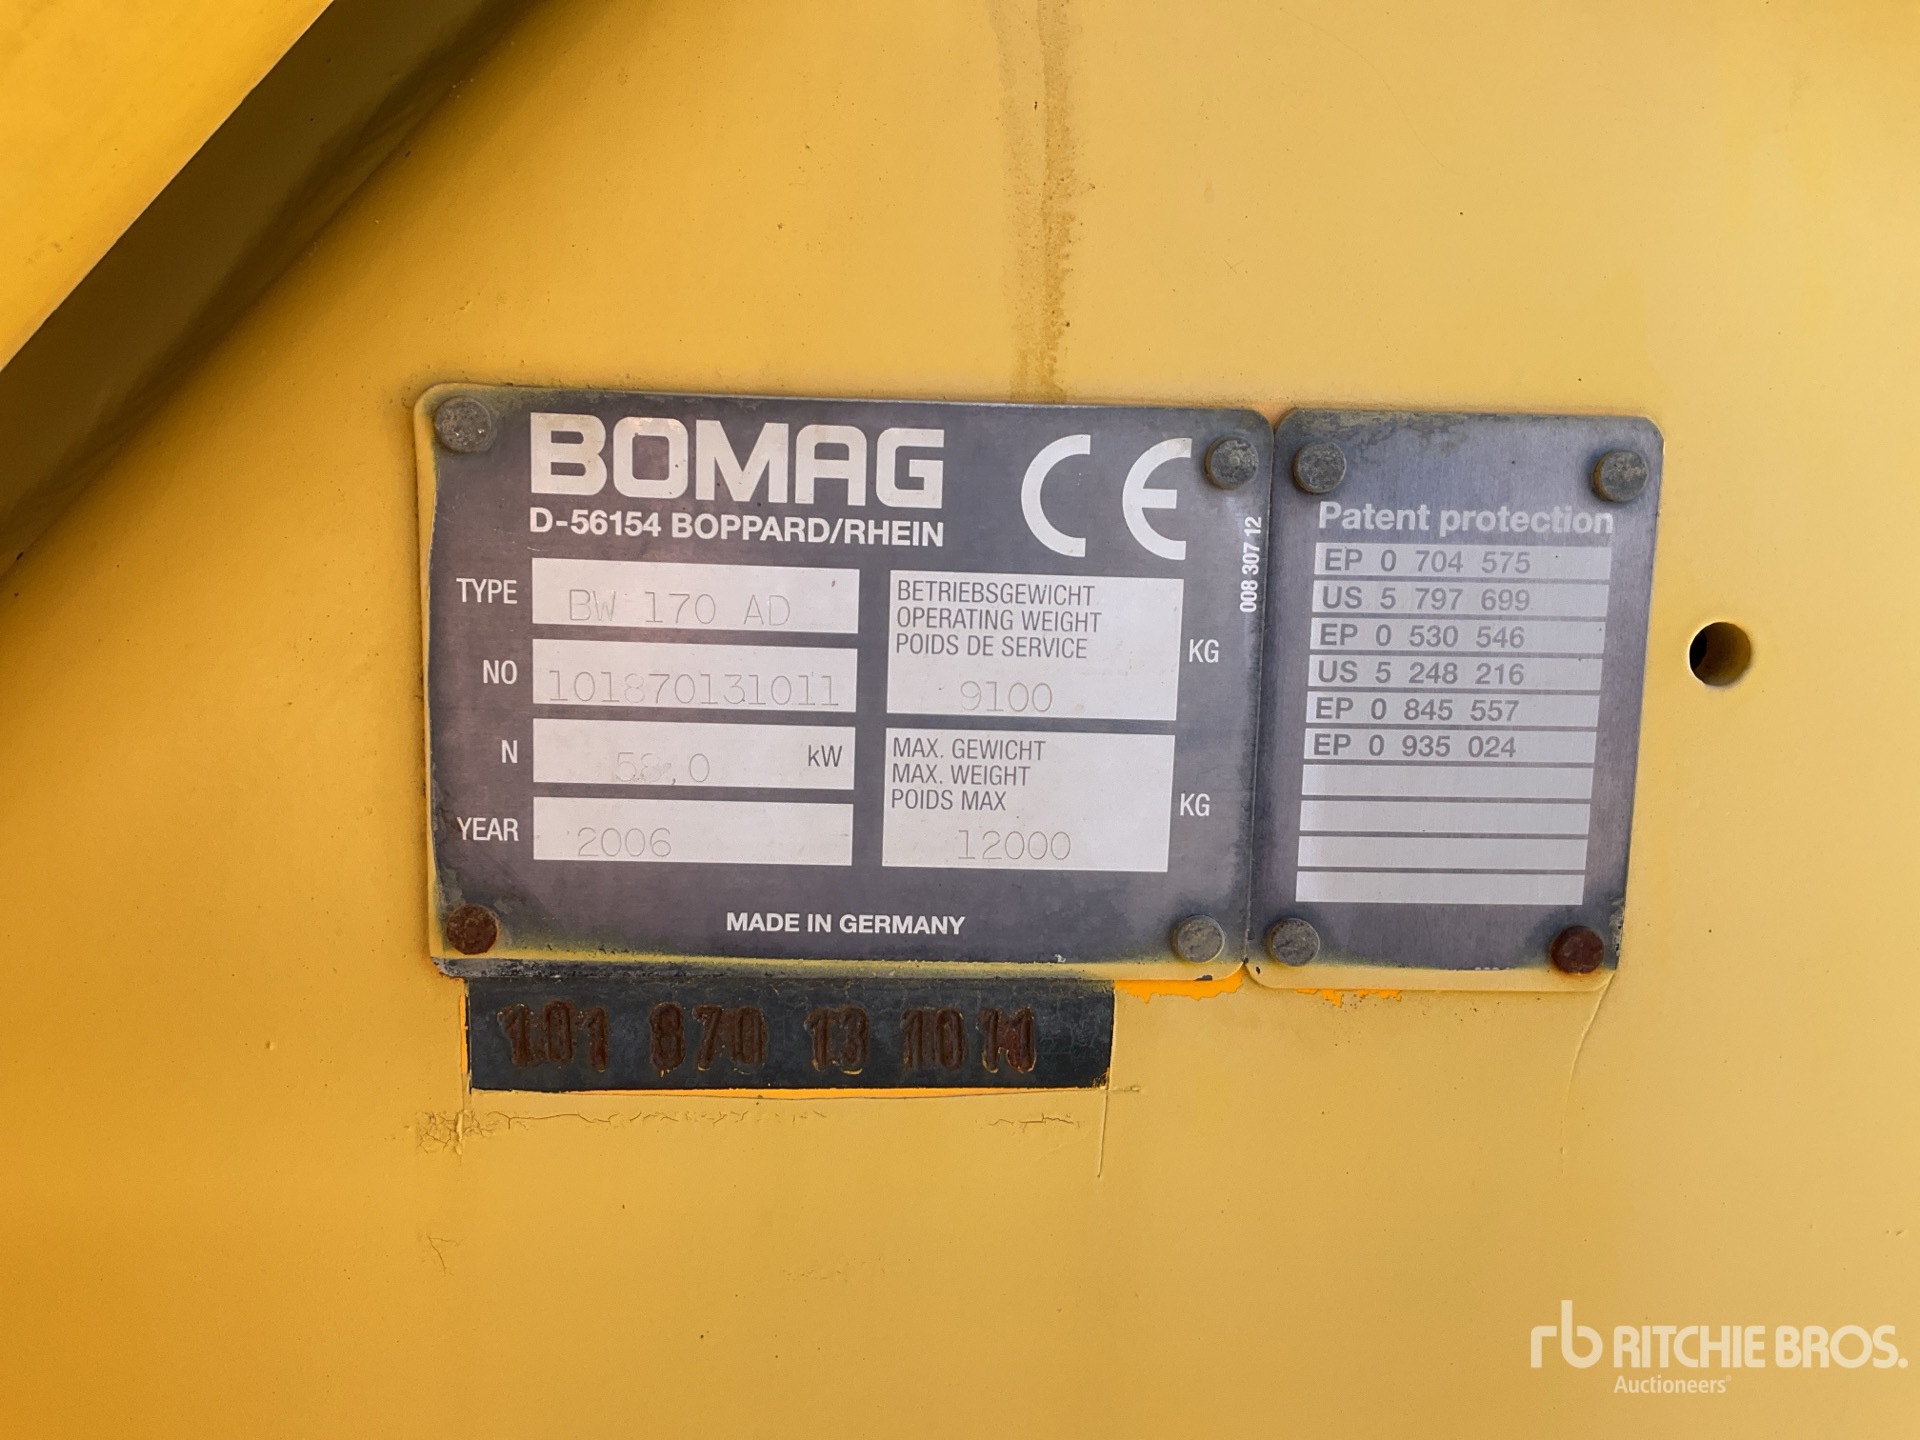 BOMAG
D-56154 BOPPARD/RHEIN
CE
008 307 12
TYPE BW 170 AD
NO 101870131011
N 58,0 kW
YEAR 2006
BETRIEBSGEWICHT
OPERATING WEIGHT
POIDS DE SERVICE
9100 KG
MAX. GEWICHT
MAX. WEIGHT
POIDS MAX
12000 KG
MADE IN GERMANY
Patent protection
EP 0 704 575
US 5 797 699
EP 0 530 546
US 5 248 216
EP 0 845 557
EP 0 935 024
101 870 13 1011
rb RITCHIE BROS.
Auctioneers